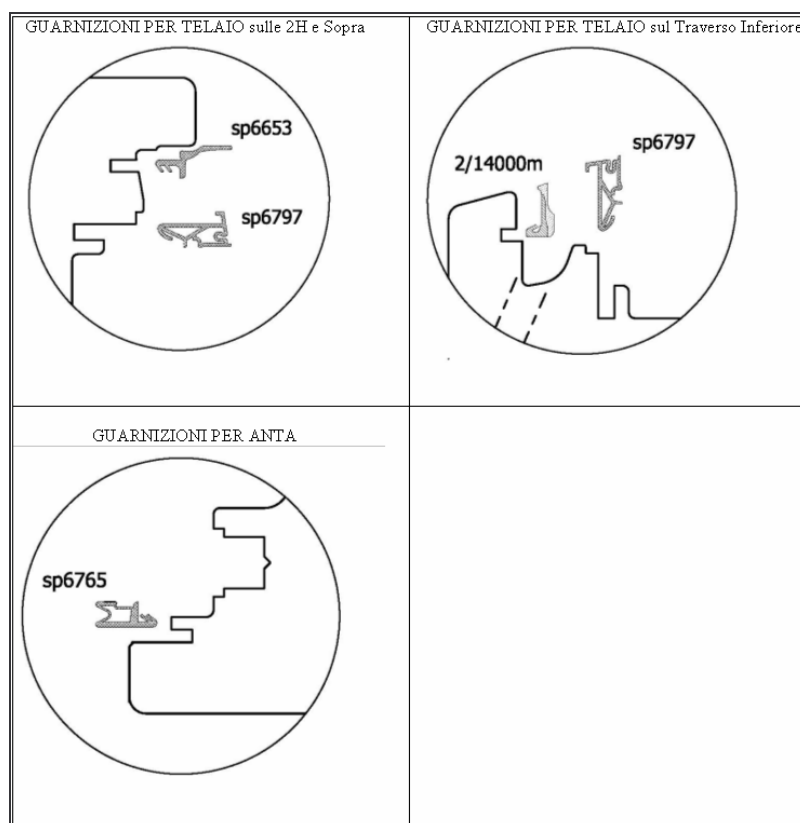 GUARNIZIONI PER TELAIO sulle 2H e Sopra
sp6653
sp6797
GUARNIZIONI PER TELAIO sul Traverso Inferiore
sp6797
2/14000m
GUARNIZIONI PER ANTA
sp6765